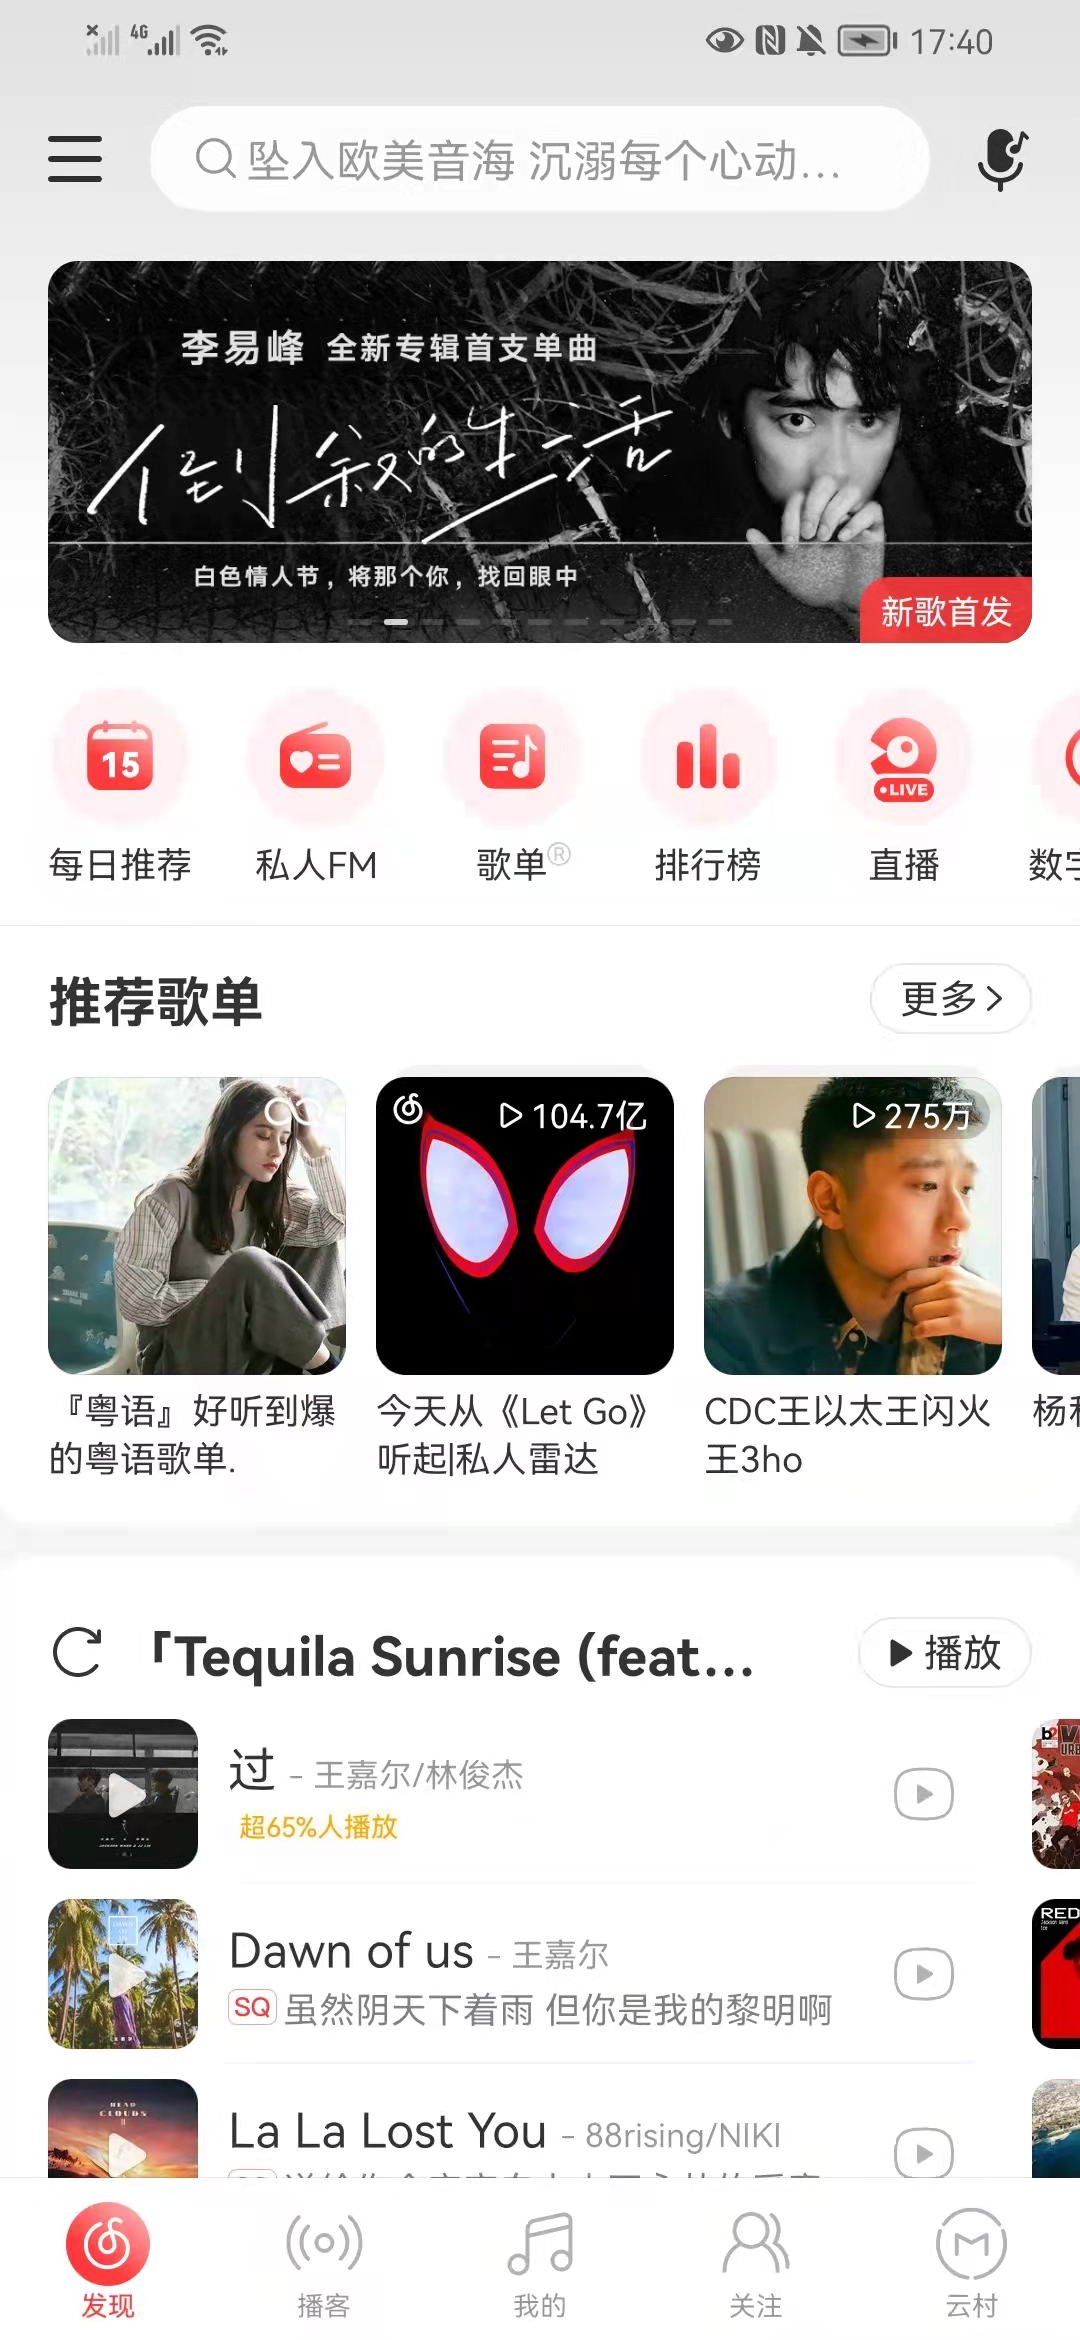 4G 17:40
坠入欧美音海 沉溺每个心动...
李易峰 全新专辑首支单曲
倒叙的生活
白色情人节，将那个你，找回眼中
新歌首发
15
LIVE
每日推荐 私人FM 歌单® 排行榜 直播 数字
推荐歌单 更多
104.7亿 275万
『粤语』好听到爆
的粤语歌单.
今天从《Let Go》
听起|私人雷达
CDC王以太王闪火
王3ho
杨和
「Tequila Sunrise (feat... 播放
过 - 王嘉尔/林俊杰
超65%人播放
Dawn of us - 王嘉尔
SQ 虽然阴天下着雨 但你是我的黎明啊
RED
HEAD
CLOUDS
La La Lost You - 88rising/NIKI
发现 播客 我的 关注 云村